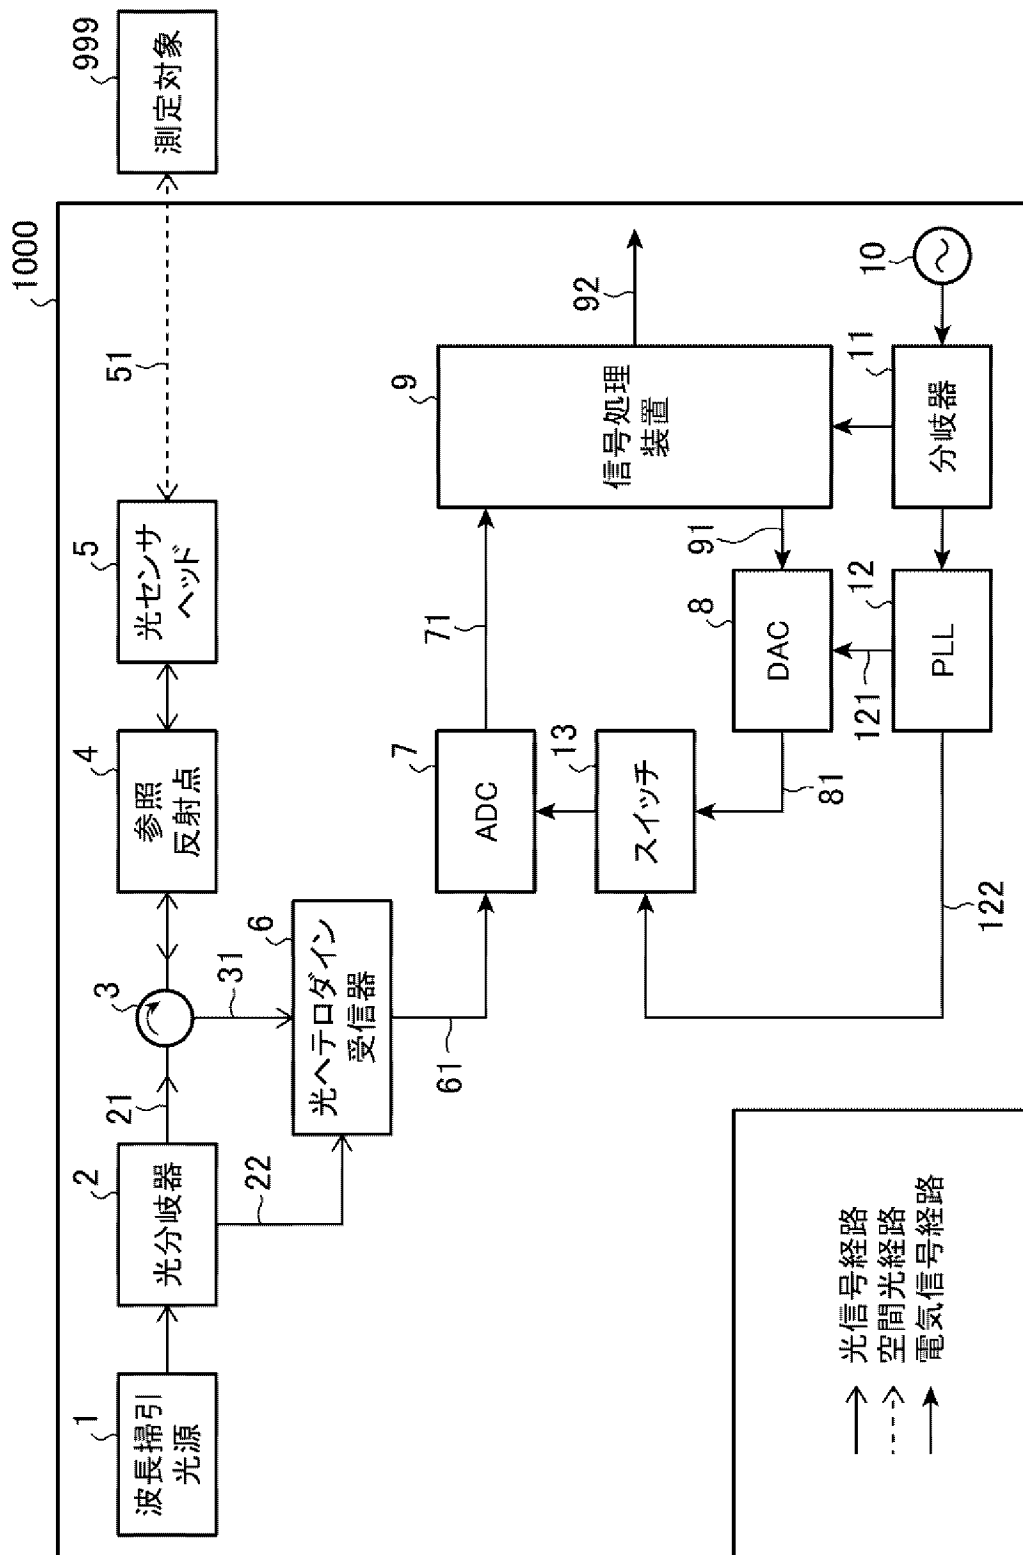 1000
999
測定対象
51
5
光センサ
ヘッド
4
参照
反射点
3
31
21
2
光分岐器
22
1
波長掃引
光源
6
光ヘテロダイン
受信器
61
7
ADC
71
9
信号処理
装置
92
91
8
DAC
81
13
スイッチ
10
11
分岐器
12
PLL
121
122
光信号経路
空間光経路
電気信号経路